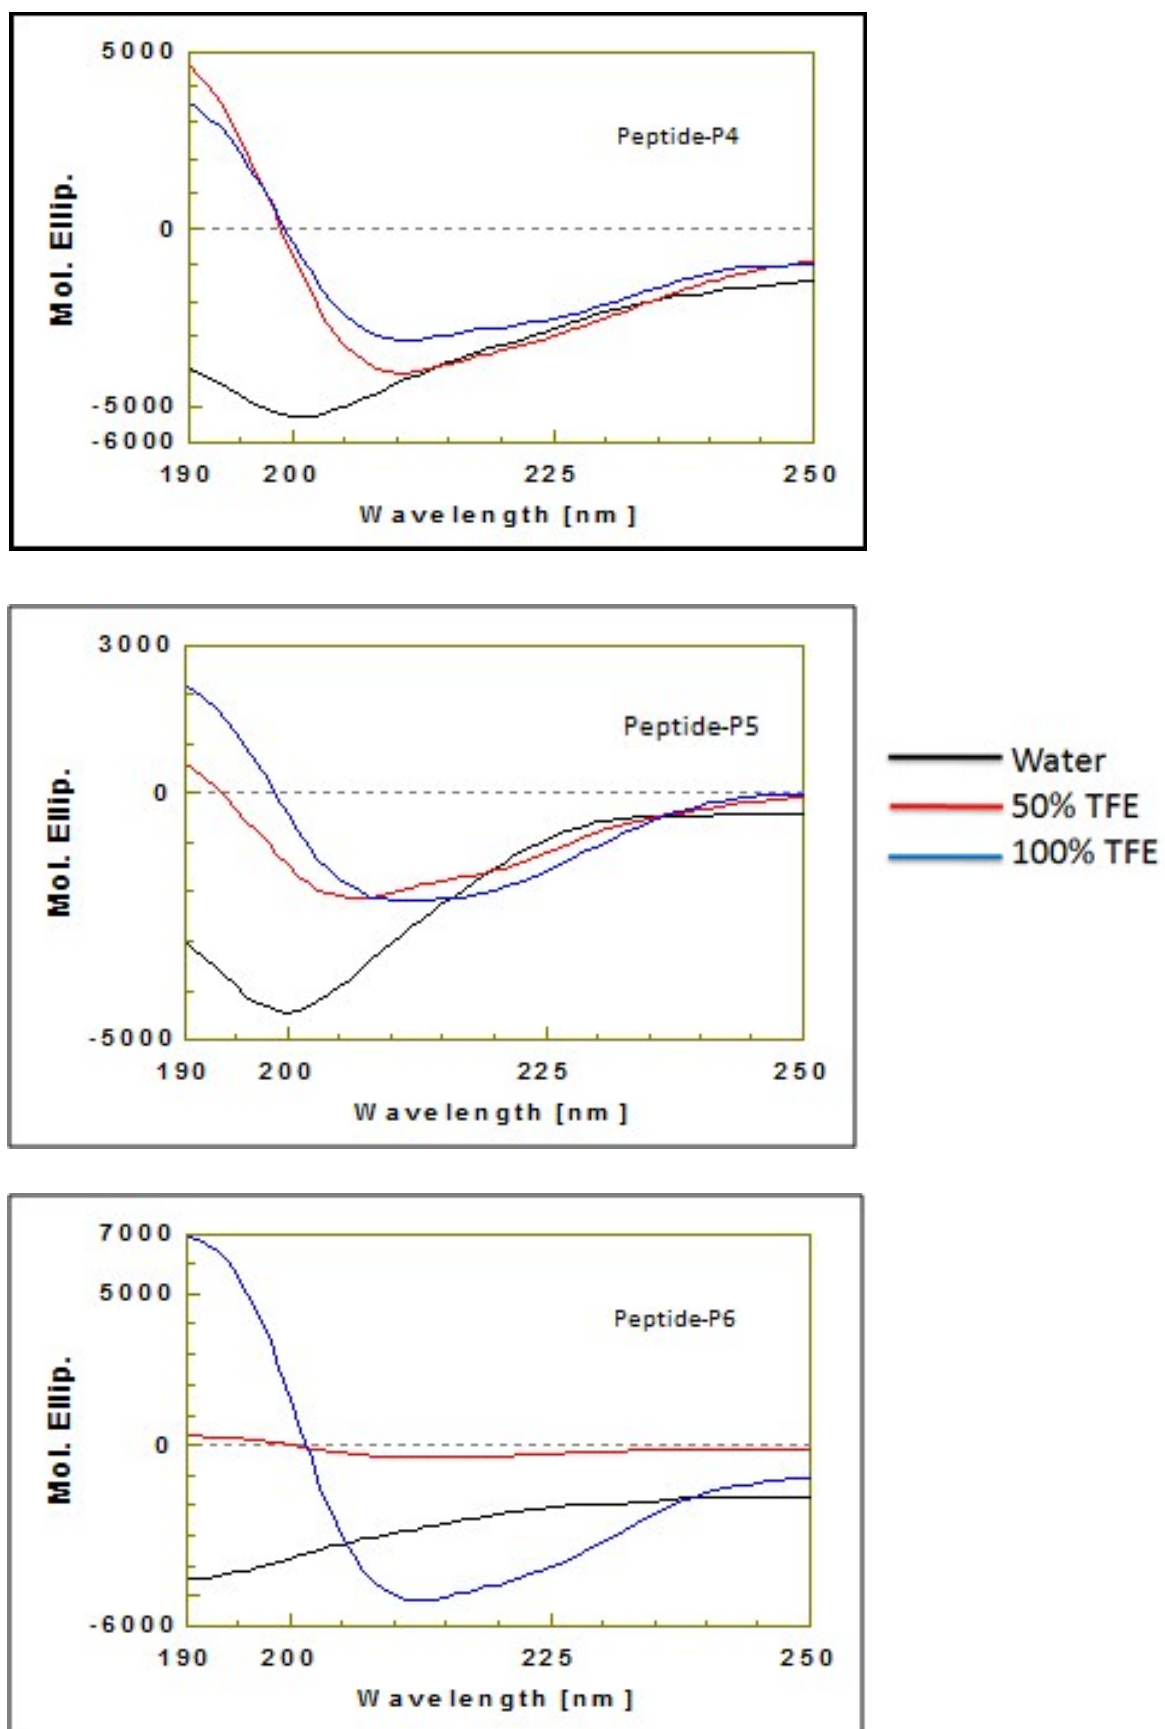 5000
Peptide-P4
0
-5000
-6000
190 200 225 250
Mol. Ellip.
Wavelength [nm]
3000
Peptide-P5
0
-5000
190 200 225 250
Mol. Ellip.
Wavelength [nm]
Water
50% TFE
100% TFE
7000
5000
Peptide-P6
0
-6000
190 200 225 250
Mol. Ellip.
Wavelength [nm]